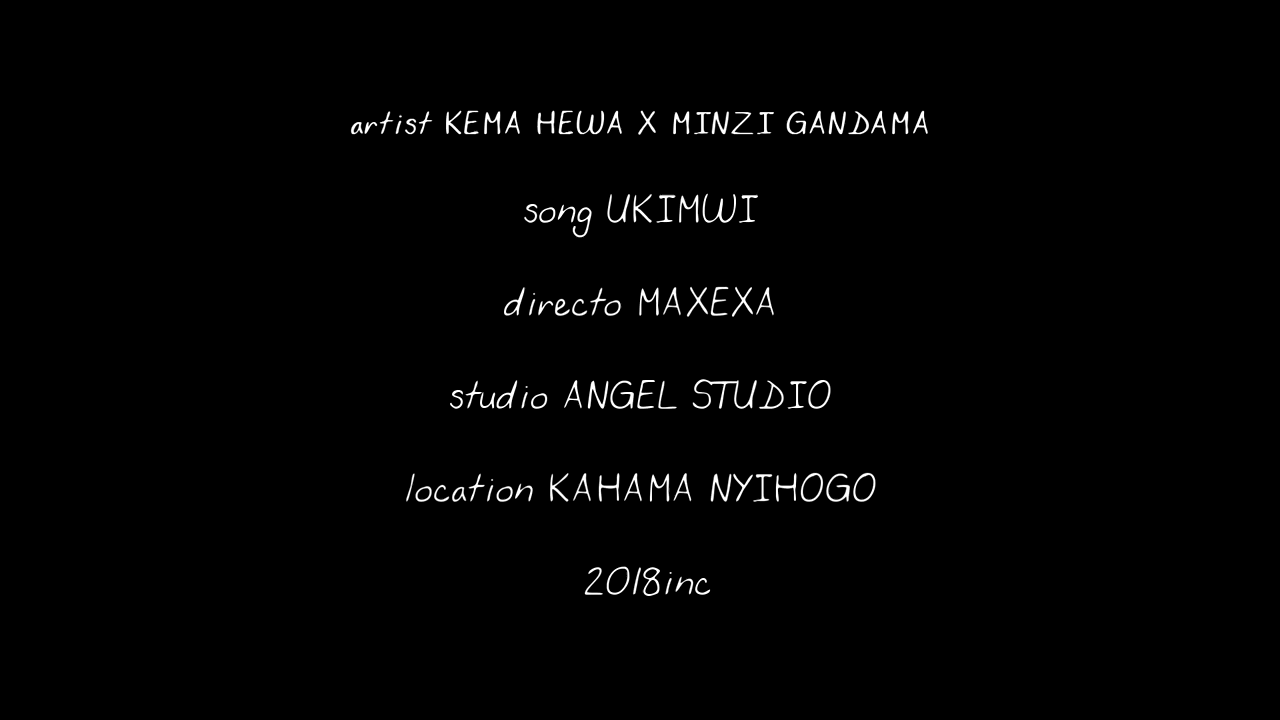 artist KEMA HEWA X MINZI GANDAMA
song UKIMWI
directo MAXEXA
studio ANGEL STUDIO
location KAHAMA NYIHOGO
2018inc